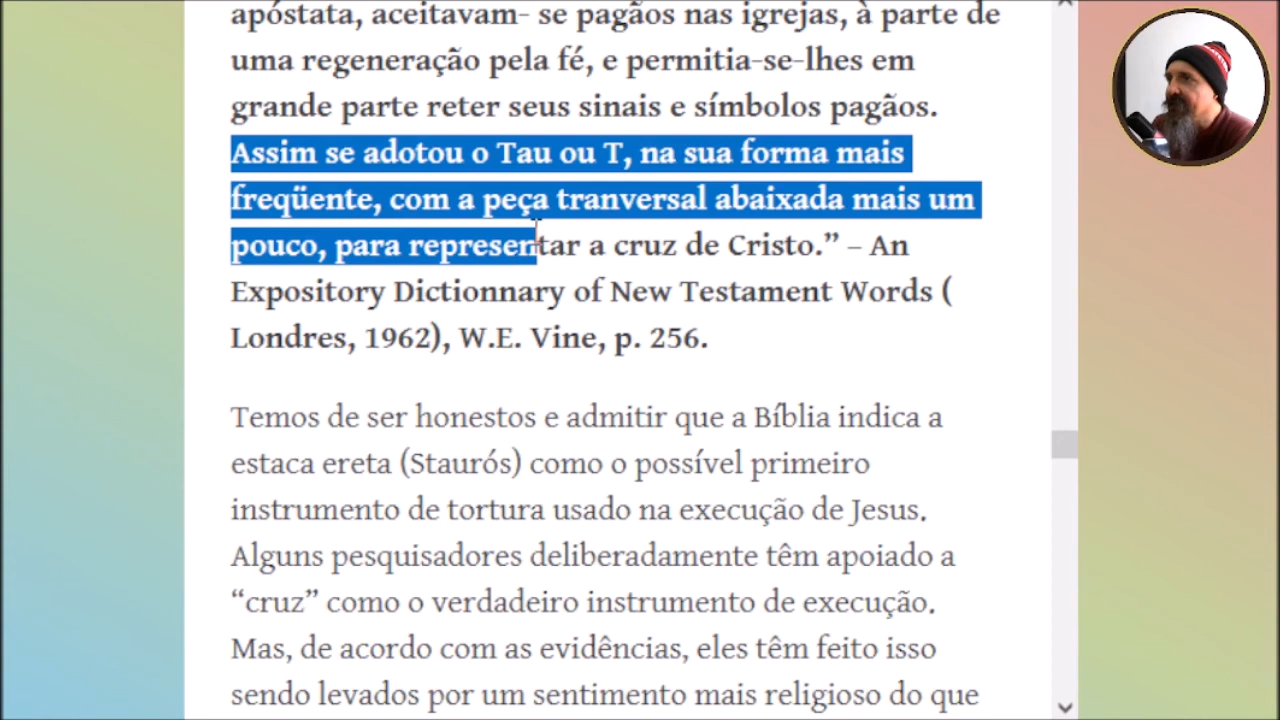 apóstata, aceitavam- se pagãos nas igrejas, à parte de
uma regeneração pela fé, e permitia-se-lhes em
grande parte reter seus sinais e símbolos pagãos.
Assim se adotou o Tau ou T, na sua forma mais
freqüente, com a peça tranversal abaixada mais um
pouco, para representar a cruz de Cristo.” – An
Expository Dictionnary of New Testament Words (
Londres, 1962), W.E. Vine, p. 256.
Temos de ser honestos e admitir que a Bíblia indica a
estaca ereta (Staurós) como o possível primeiro
instrumento de tortura usado na execução de Jesus.
Alguns pesquisadores deliberadamente têm apoiado a
“cruz” como o verdadeiro instrumento de execução.
Mas, de acordo com as evidências, eles têm feito isso
sendo levados por um sentimento mais religioso do que